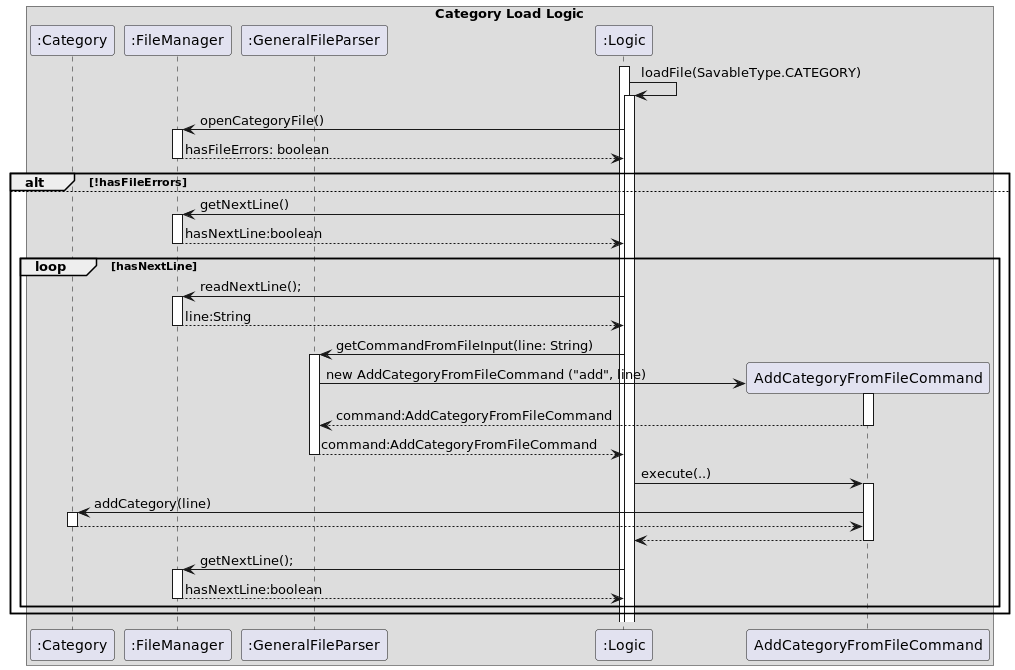 Category Load Logic
:Category
:FileManager
:GeneralFileParser
:Logic
loadFile(SavableType.CATEGORY)
openCategoryFile()
hasFileErrors: boolean
alt
[!hasFileErrors]
getNextLine()
hasNextLine:boolean
loop
[hasNextLine]
readNextLine();
line:String
getCommandFromFileInput(line: String)
new AddCategoryFromFileCommand ("add", line)
AddCategoryFromFileCommand
command:AddCategoryFromFileCommand
command:AddCategoryFromFileCommand
execute(..)
addCategory(line)
getNextLine();
hasNextLine:boolean
:Category
:FileManager
:GeneralFileParser
:Logic
AddCategoryFromFileCommand